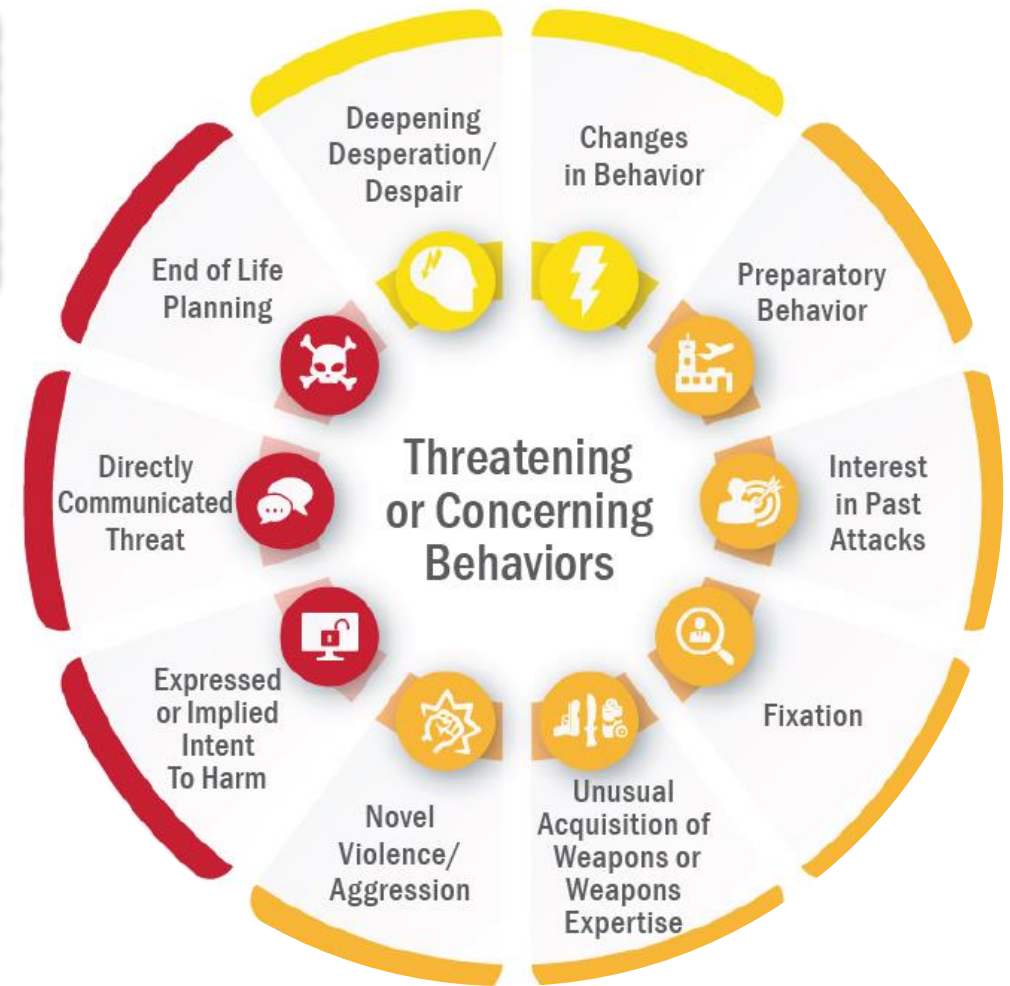 Threatening
or Concerning
Behaviors
Changes
in Behavior
Preparatory
Behavior
Interest
in Past
Attacks
Fixation
Unusual
Acquisition of
Weapons or
Weapons
Expertise
Novel
Violence/
Aggression
Expressed
or Implied
Intent
To Harm
Directly
Communicated
Threat
End of Life
Planning
Deepening
Desperation/
Despair